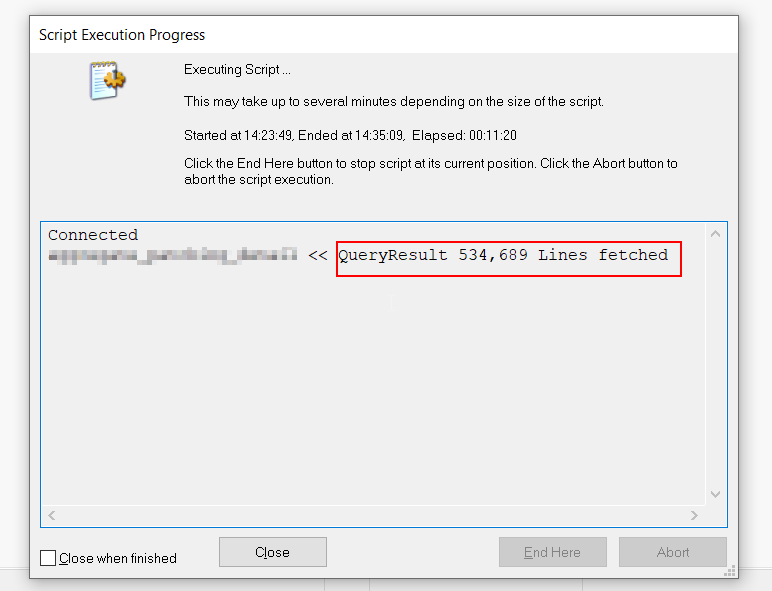 Script Execution Progress
Executing Script ...
This may take up to several minutes depending on the size of the script.
Started at 14:23:49, Ended at 14:35:09,  Elapsed: 00:11:20
Click the End Here button to stop script at its current position. Click the Abort button to
abort the script execution.
Connected
<< QueryResult 534,689 Lines fetched
Close when finished
Close
End Here
Abort